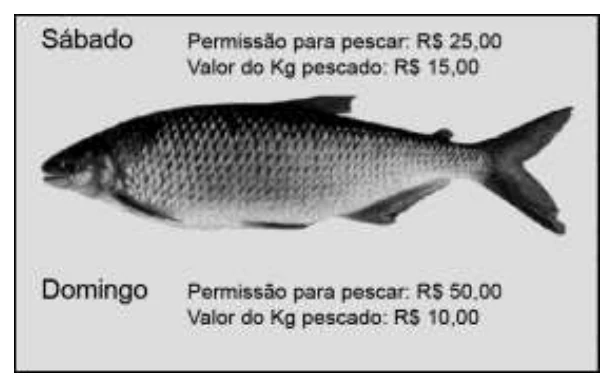 Sábado
Permissão para pescar: R$ 25,00
Valor do Kg pescado: R$ 15,00
Domingo
Permissão para pescar: R$ 50,00
Valor do Kg pescado: R$ 10,00